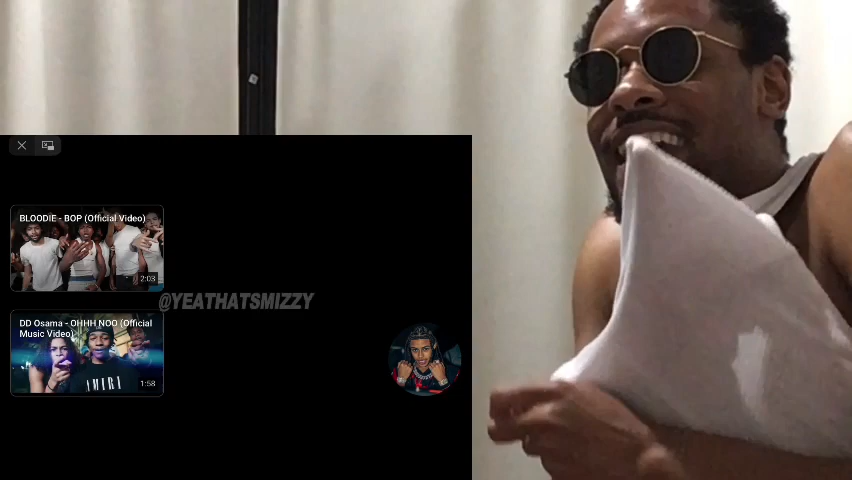 BLOODIE - BOP (Official Video)
2:03
@YEATHATSMIZZY
DD Osama - OHHH NOO (Official
Music Video)
AMIRI
1:58